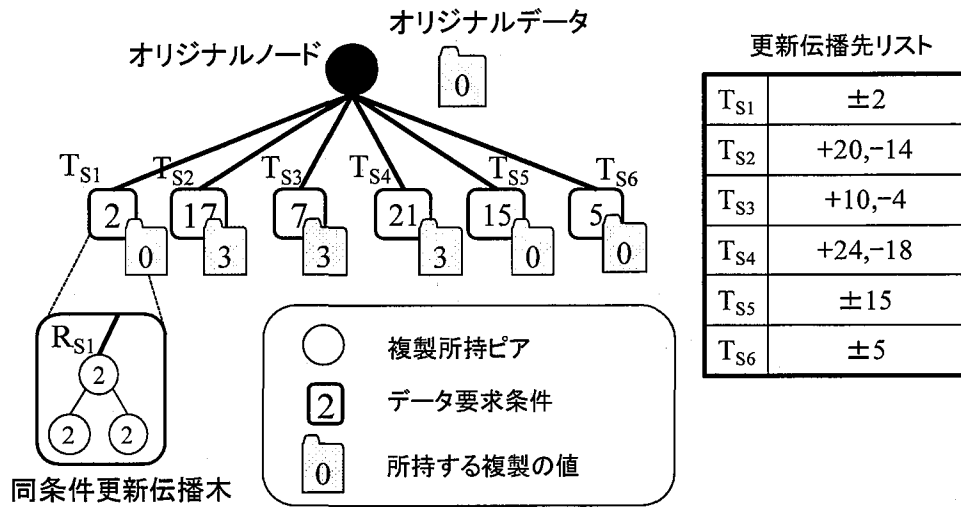 オリジナルデータ
オリジナルノード
0
T_S1 T_S2 T_S3 T_S4 T_S5 T_S6
2 17 7 21 15 5
0 3 3 3 0 0
R_S1
2
2 2
同条件更新伝播木
複製所持ピア
2 データ要求条件
0 所持する複製の値
更新伝播先リスト
T_S1 ±2
T_S2 +20,−14
T_S3 +10,−4
T_S4 +24,−18
T_S5 ±15
T_S6 ±5